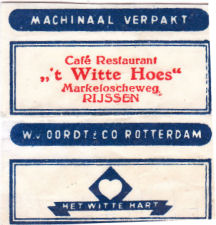 MACHINAAL VERPAKT
Café Restaurant
„'t Witte Hoes“
Markeloscheweg
RIJSSEN
W. v OORDT & CO ROTTERDAM
HET WITTE HART